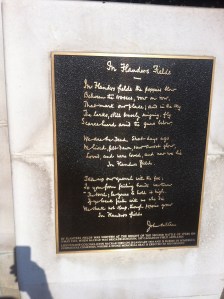 In Flanders Fields
In Flanders fields the poppies blow
Between the crosses, row on row,
That mark our place; and in the sky
The larks, still bravely singing, fly
Scarce heard amid the guns below.
We are the Dead. Short days ago
We lived, felt dawn, saw sunset glow,
Loved, and were loved, and now we lie
In Flanders fields.
Take up our quarrel with the foe:
To you from failing hands we throw
The torch; be yours to hold it high.
If ye break faith with us who die
We shall not sleep, though poppies grow
In Flanders fields
John McCrae